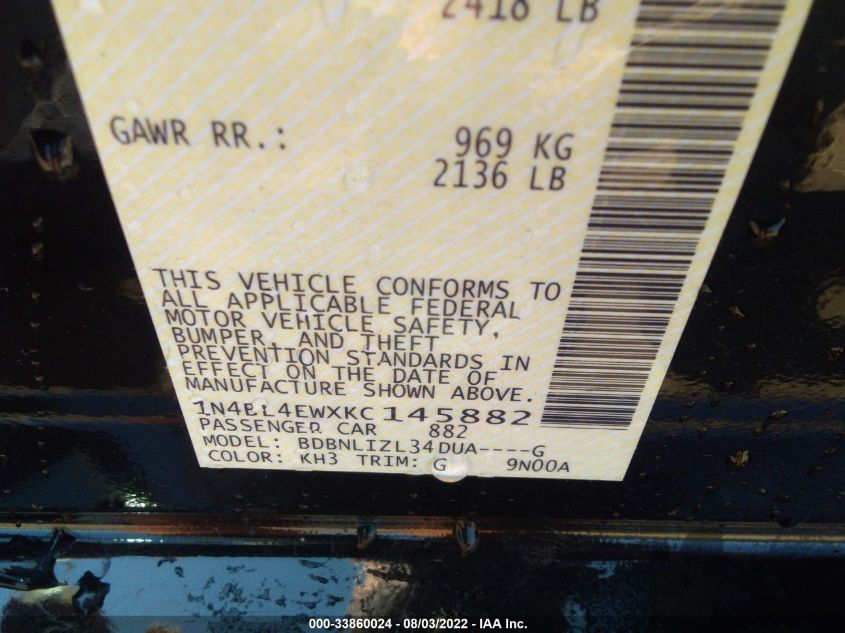 2418 LB
GAWR RR.: 969 KG
2136 LB
THIS VEHICLE CONFORMS TO
ALL APPLICABLE FEDERAL
MOTOR VEHICLE SAFETY,
BUMPER, AND THEFT
PREVENTION STANDARDS IN
EFFECT ON THE DATE OF
MANUFACTURE SHOWN ABOVE.
1N4BL4EWXKC145882
PASSENGER CAR 882
MODEL: BDBNLIZL34DUA----G
COLOR: KH3 TRIM: G 9N00A
000-33860024 - 08/03/2022 - IAA Inc.